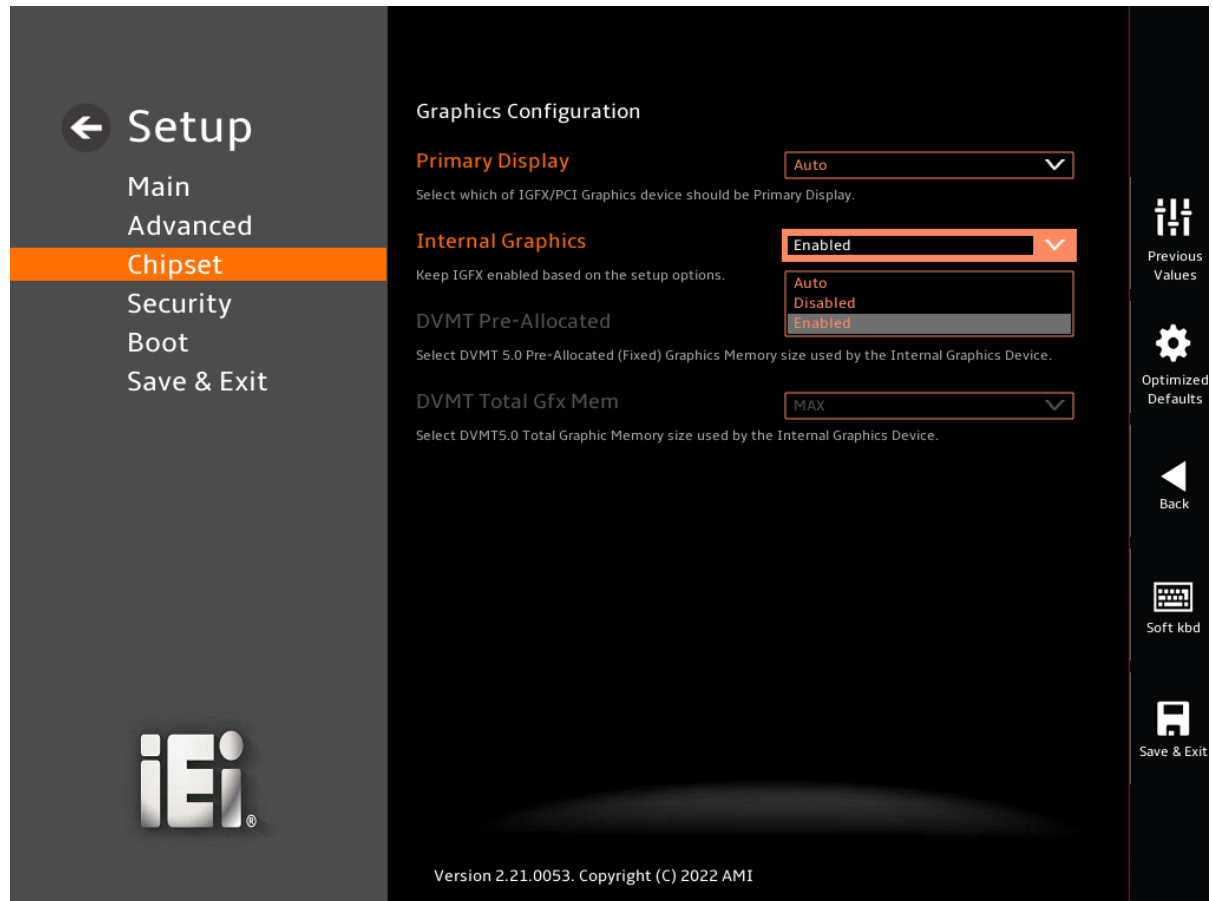 Setup
Main
Advanced
Chipset
Security
Boot
Save & Exit
iEi®
Graphics Configuration
Primary Display
Auto
Select which of IGFX/PCI Graphics device should be Primary Display.
Internal Graphics
Enabled
Keep IGFX enabled based on the setup options.
Auto
Disabled
Enabled
DVMT Pre-Allocated
Select DVMT 5.0 Pre-Allocated (Fixed) Graphics Memory size used by the Internal Graphics Device.
DVMT Total Gfx Mem
MAX
Select DVMT5.0 Total Graphic Memory size used by the Internal Graphics Device.
Version 2.21.0053. Copyright (C) 2022 AMI
Previous
Values
Optimized
Defaults
Back
Soft kbd
Save & Exit